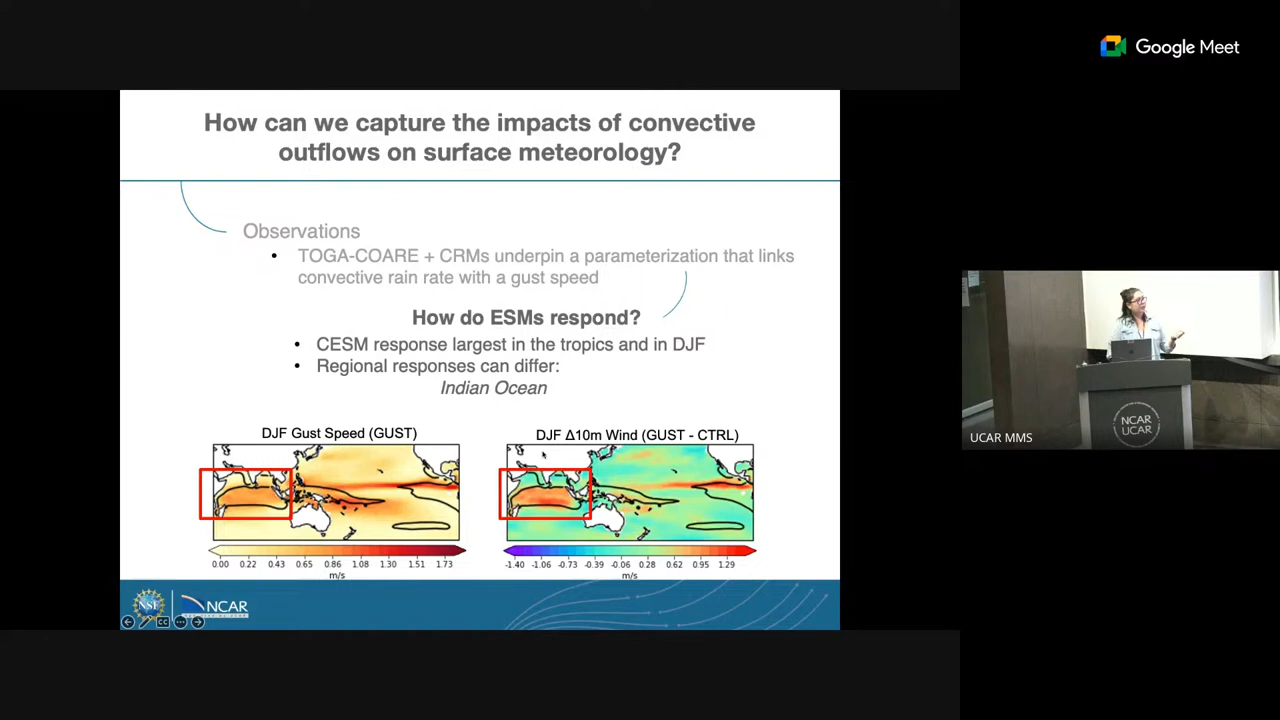 Google Meet
How can we capture the impacts of convective
outflows on surface meteorology?
Observations
• TOGA-COARE + CRMs underpin a parameterization that links
convective rain rate with a gust speed
How do ESMs respond?
• CESM response largest in the tropics and in DJF
• Regional responses can differ:
Indian Ocean
DJF Gust Speed (GUST)
0.00 0.22 0.43 0.65 0.86 1.08 1.30 1.51 1.73
m/s
DJF Δ10m Wind (GUST - CTRL)
-1.40 -1.06 -0.73 -0.39 -0.06 0.28 0.62 0.95 1.29
m/s
NSF
NCAR
CC
NCAR
UCAR
UCAR MMS